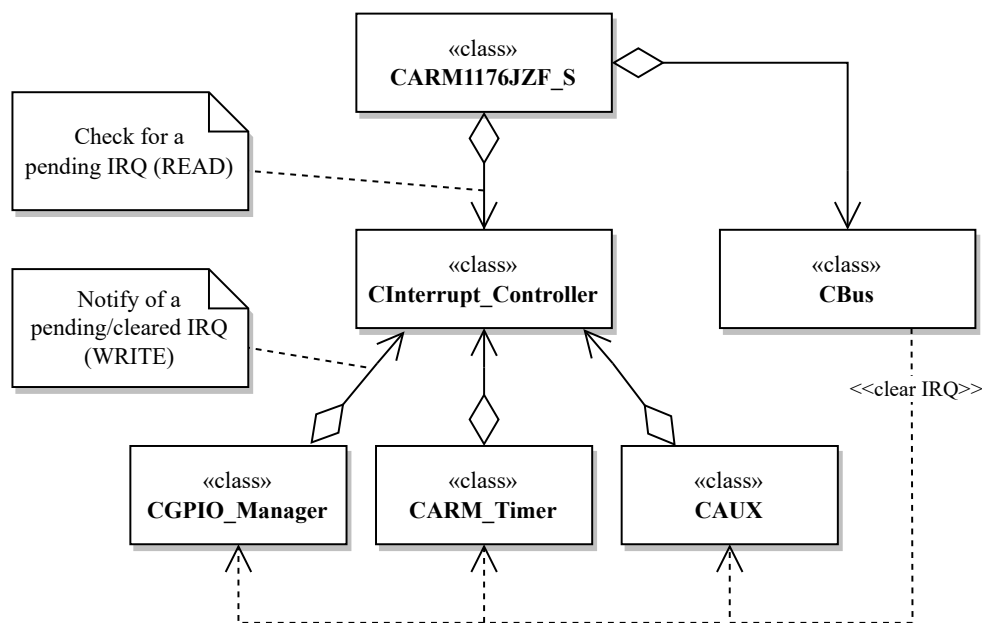 «class»
CARM1176JZF_S
Check for a
pending IRQ (READ)
«class»
CInterrupt_Controller
«class»
CBus
Notify of a
pending/cleared IRQ
(WRITE)
<<clear IRQ>>
«class»
CGPIO_Manager
«class»
CARM_Timer
«class»
CAUX